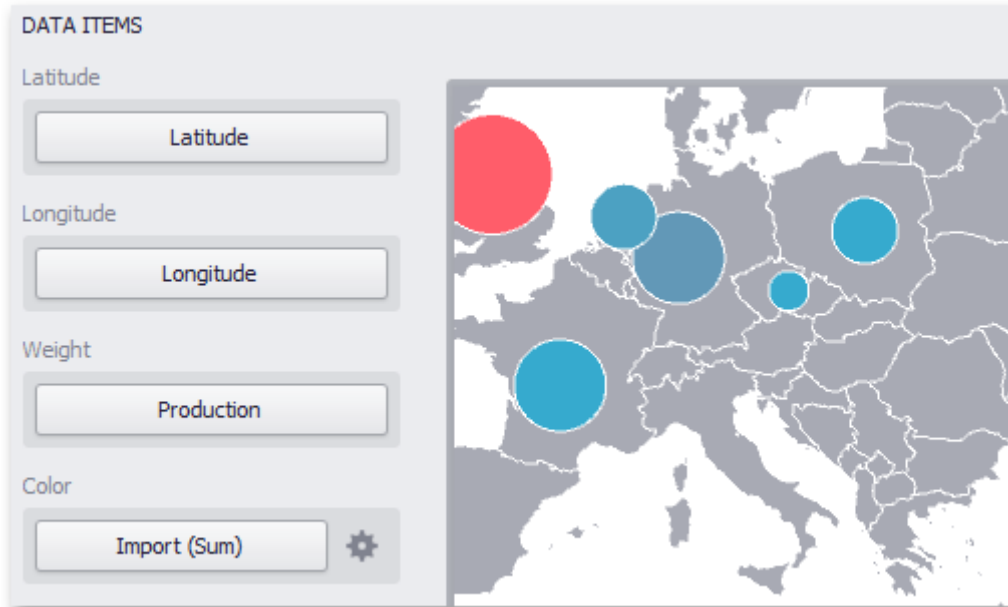 DATA ITEMS
Latitude
Latitude
Longitude
Longitude
Weight
Production
Color
Import (Sum)